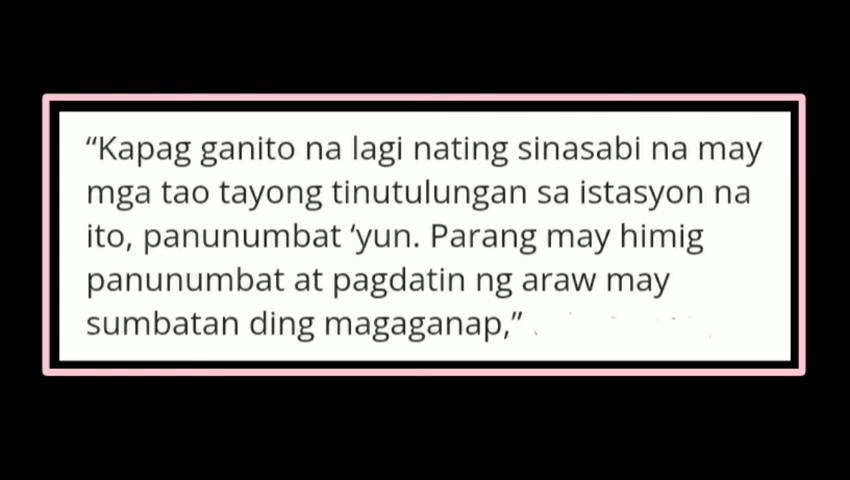 “Kapag ganito na lagi nating sinasabi na may
mga tao tayong tinutulungan sa istasyon na
ito, panunumbat ‘yun. Parang may himig
panunumbat at pagdatin ng araw may
sumbatan ding magaganap,”